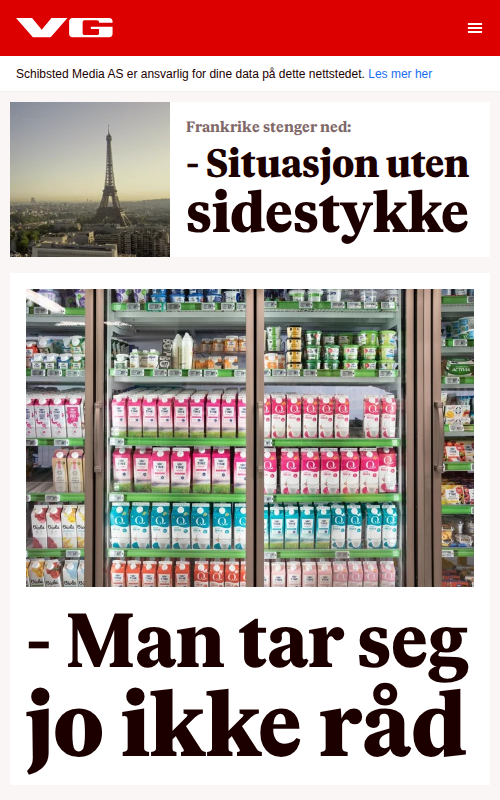 VG
Schibsted Media AS er ansvarlig for dine data på dette nettstedet. Les mer her
Frankrike stenger ned:
- Situasjon uten
sidestykke
- Man tar seg
jo ikke råd